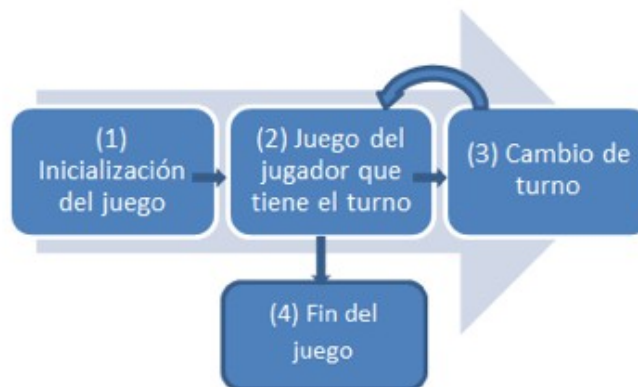 (1)
Inicialización
del juego
(2) Juego del
jugador que
tiene el turno
(3) Cambio de
turno
(4) Fin del
juego